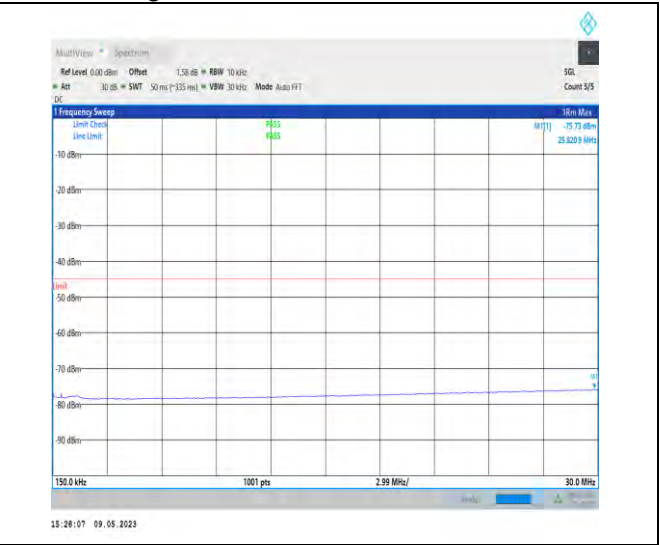 MultiView Spectrum
Ref Level 0.00 dBm Offset 1.58 dB RBW 10 kHz SGL
Att 30 dB SWT 50 ms (~335 ms) VBW 30 kHz Mode Auto FFT Count 5/5
DC
1 Frequency Sweep 1Rm Max
Limit Check PASS M1[1] -75.73 dBm
Line Limit PASS 29.8209 MHz
-10 dBm
-20 dBm
-30 dBm
-40 dBm
Limit
-50 dBm
-60 dBm
-70 dBm
M1
-80 dBm
-90 dBm
150.0 kHz 1001 pts 2.99 MHz/ 30.0 MHz
15:26:07 09.05.2023